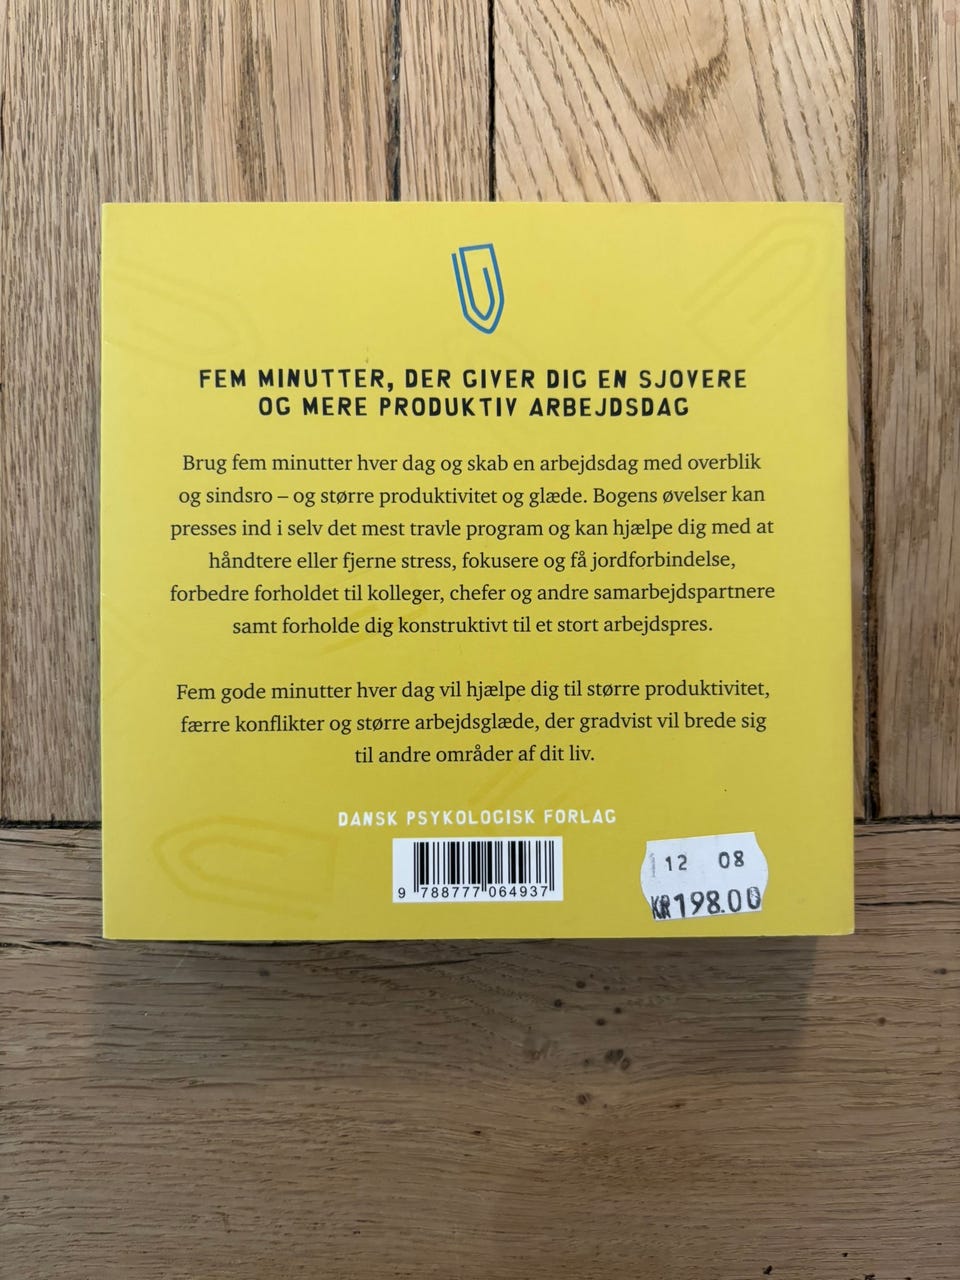 FEM MINUTTER, DER GIVER DIG EN SJOVERE
OG MERE PRODUKTIV ARBEJDSDAG
Brug fem minutter hver dag og skab en arbejdsdag med overblik
og sindsro – og større produktivitet og glæde. Bogens øvelser kan
presses ind i selv det mest travle program og kan hjælpe dig med at
håndtere eller fjerne stress, fokusere og få jordforbindelse,
forbedre forholdet til kolleger, chefer og andre samarbejdspartnere
samt forholde dig konstruktivt til et stort arbejdspres.
Fem gode minutter hver dag vil hjælpe dig til større produktivitet,
færre konflikter og større arbejdsglæde, der gradvist vil brede sig
til andre områder af dit liv.
DANSK PSYKOLOGISK FORLAG
9 788777 064937
12 08
KR198.00